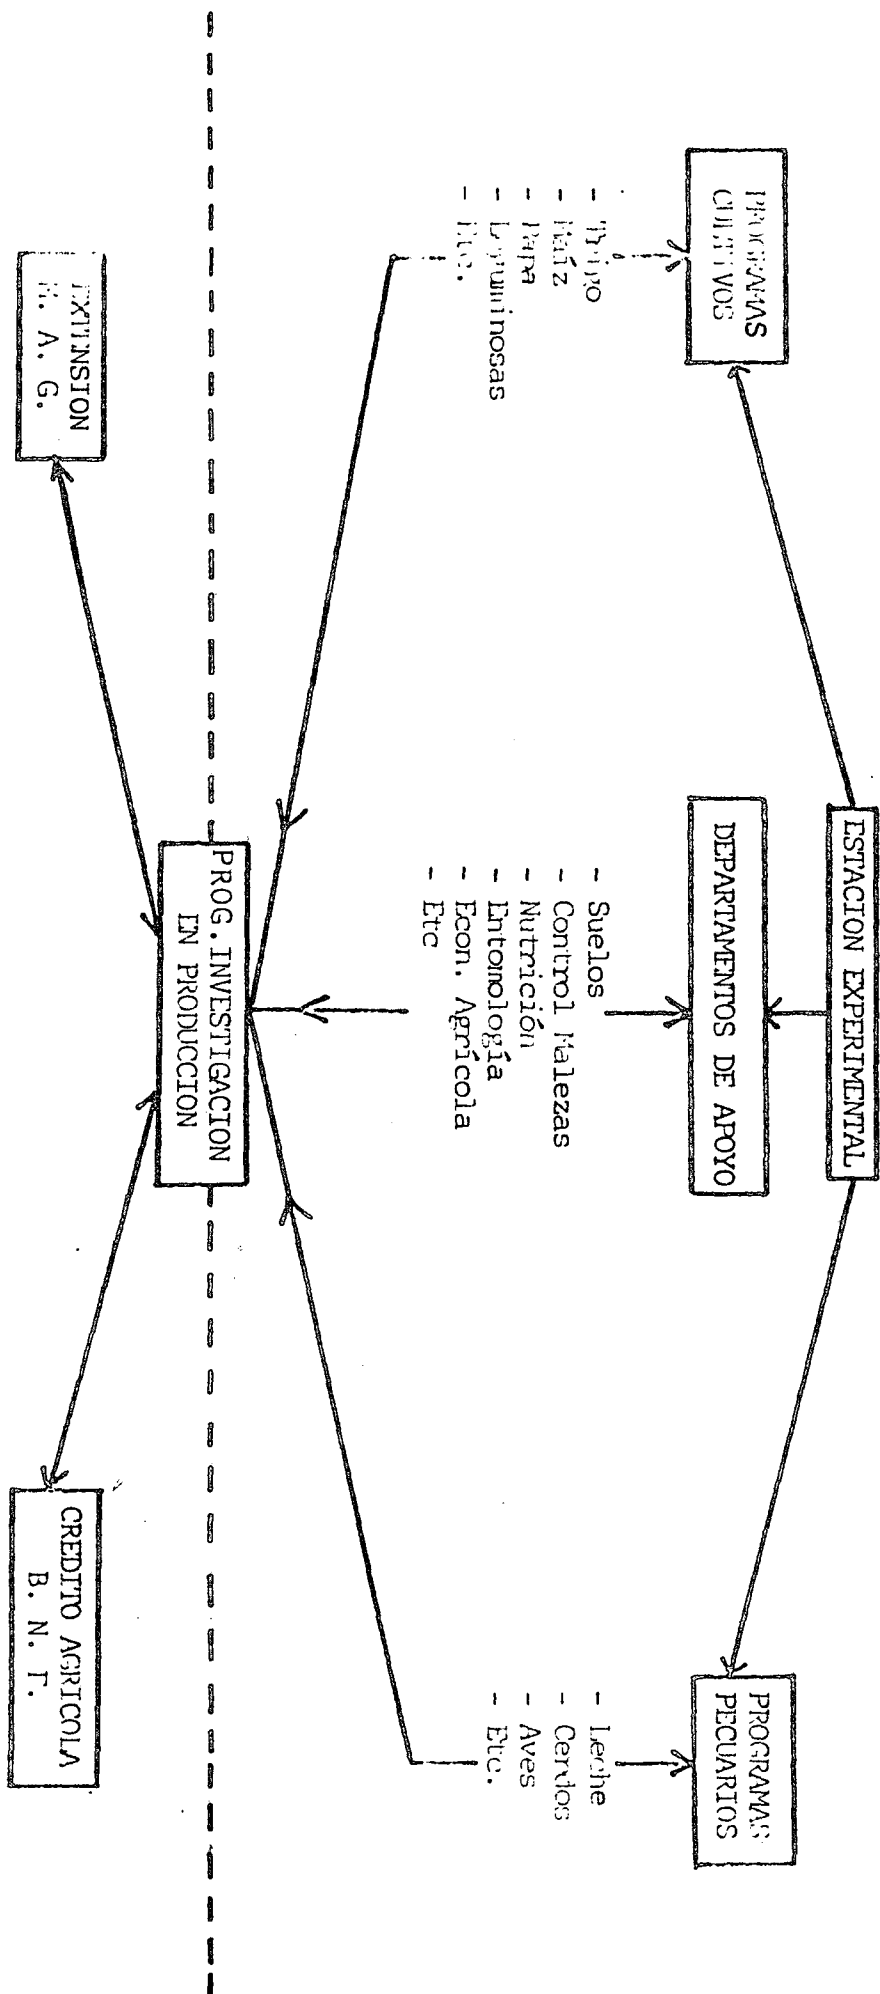 ESTACION EXPERIMENTAL
PROGRAMAS
CULTIVOS
DEPARTAMENTOS DE APOYO
PROGRAMAS
PECUARIOS
- Trigo
- Maíz
- Papa
- Leguminosas
- Etc.
- Suelos
- Control Malezas
- Nutrición
- Entomología
- Econ. Agrícola
- Etc
- Leche
- Cerdos
- Aves
- Etc.
PROG. INVESTIGACION
EN PRODUCCION
EXTENSION
M. A. G.
CREDITO AGRICOLA
B. N. F.